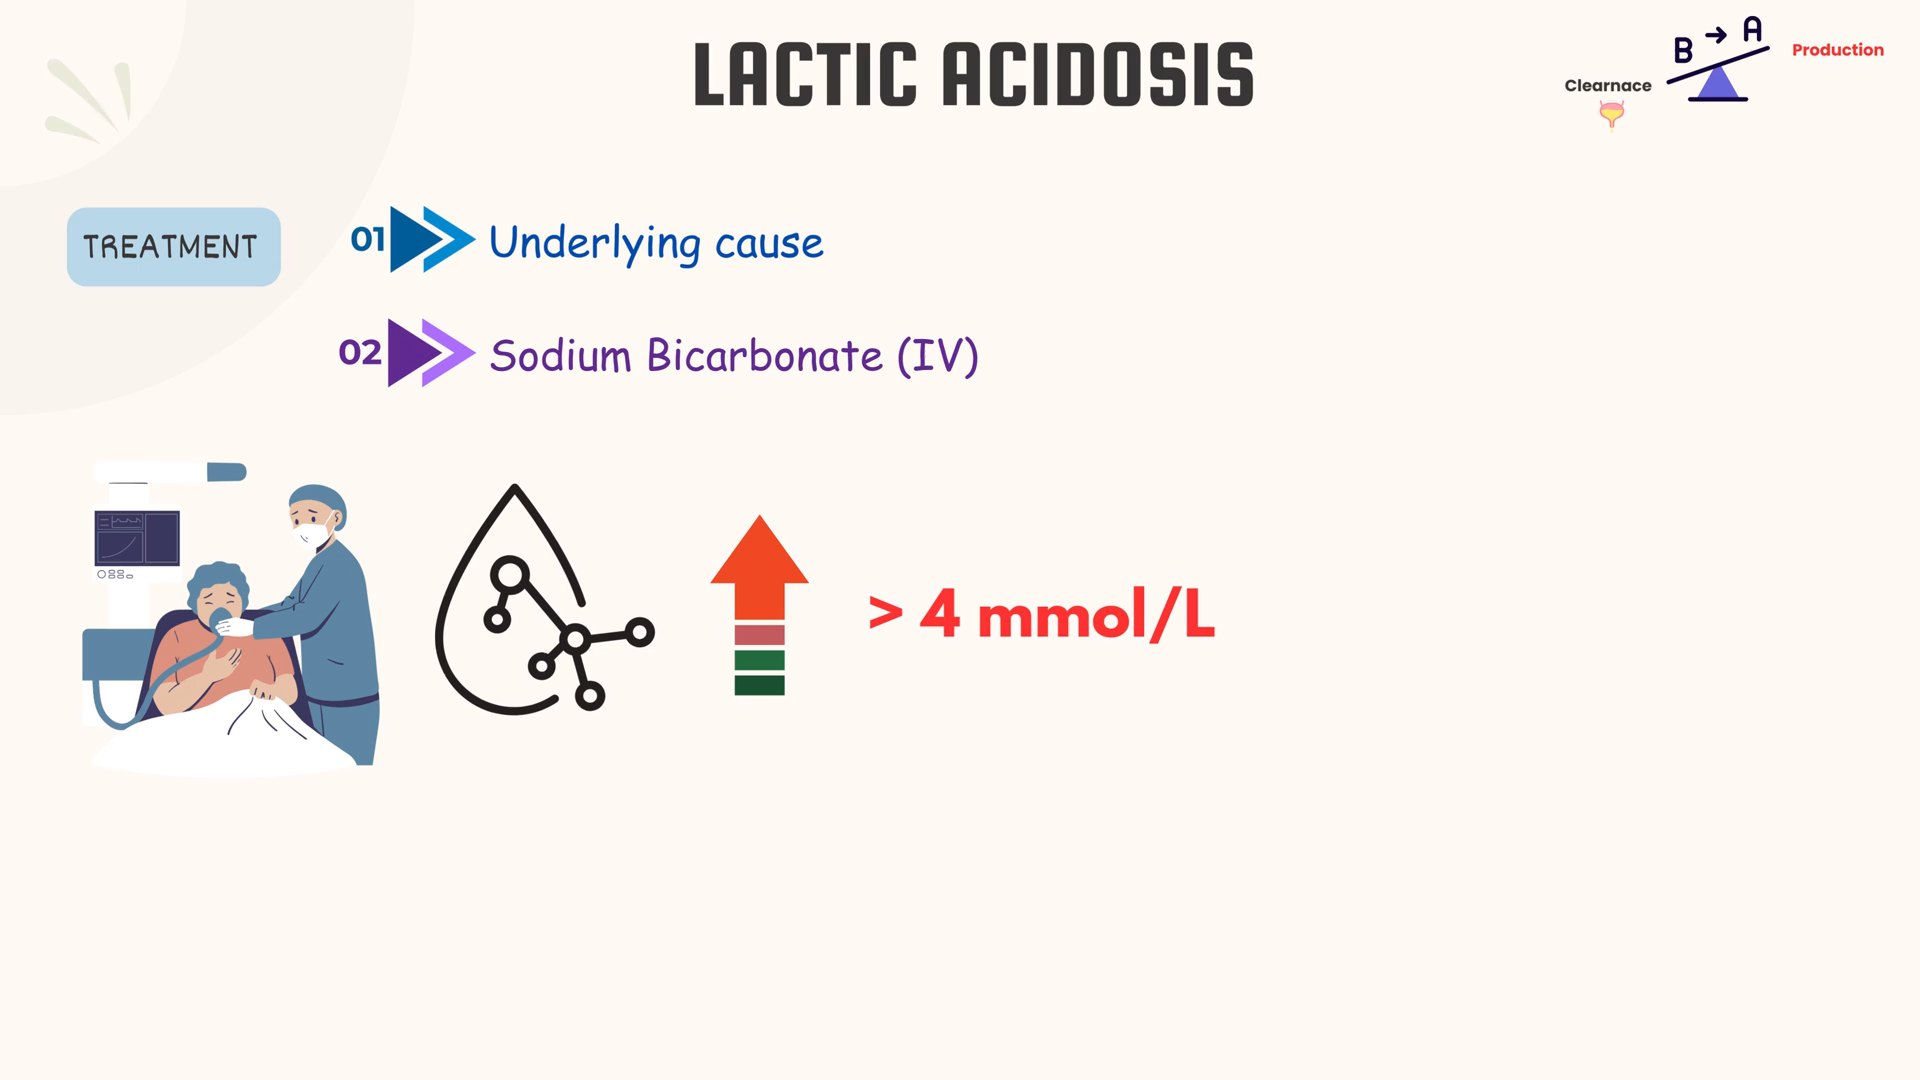 LACTIC ACIDOSIS
B → A
Production
Clearnace
TREATMENT
01 Underlying cause
02 Sodium Bicarbonate (IV)
> 4 mmol/L